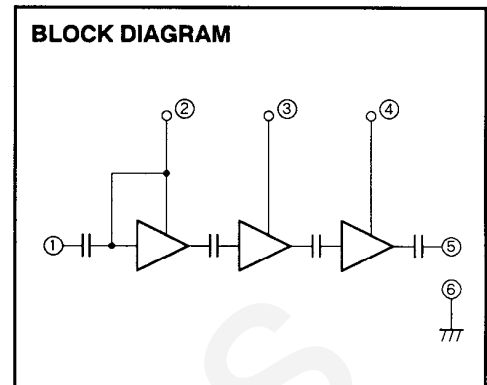 BLOCK DIAGRAM
② ③ ④
① ⑤
⑥